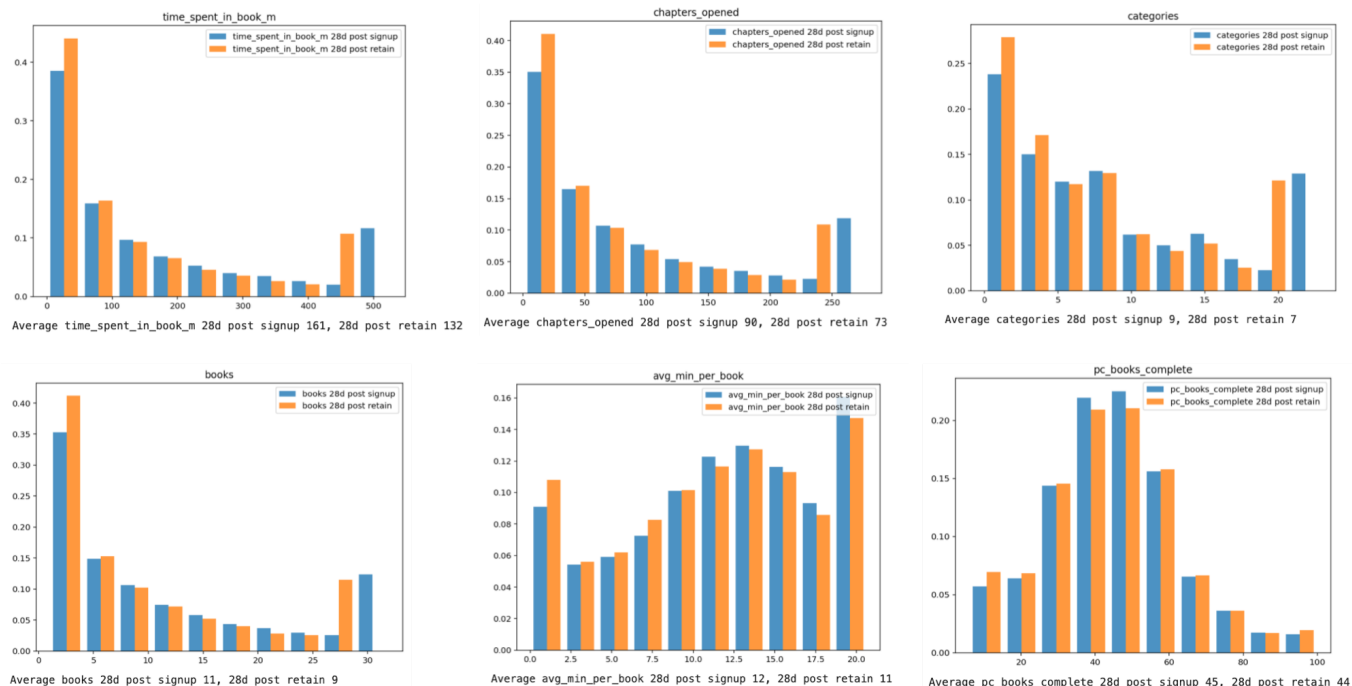 time_spent_in_book_m
time_spent_in_book_m 28d post signup
time_spent_in_book_m 28d post retain
0.4
0.3
0.2
0.1
0.0
0 100 200 300 400 500
Average time_spent_in_book_m 28d post signup 161, 28d post retain 132
chapters_opened
chapters_opened 28d post signup
chapters_opened 28d post retain
0.40
0.35
0.30
0.25
0.20
0.15
0.10
0.05
0.00
0 50 100 150 200 250
Average chapters_opened 28d post signup 90, 28d post retain 73
categories
categories 28d post signup
categories 28d post retain
0.25
0.20
0.15
0.10
0.05
0.00
0 5 10 15 20
Average categories 28d post signup 9, 28d post retain 7
books
books 28d post signup
books 28d post retain
0.40
0.35
0.30
0.25
0.20
0.15
0.10
0.05
0.00
0 5 10 15 20 25 30
Average books 28d post signup 11, 28d post retain 9
avg_min_per_book
avg_min_per_book 28d post signup
avg_min_per_book 28d post retain
0.16
0.14
0.12
0.10
0.08
0.06
0.04
0.02
0.00
0.0 2.5 5.0 7.5 10.0 12.5 15.0 17.5 20.0
Average avg_min_per_book 28d post signup 12, 28d post retain 11
pc_books_complete
pc_books_complete 28d post signup
pc_books_complete 28d post retain
0.20
0.15
0.10
0.05
0.00
20 40 60 80 100
Average pc_books_complete 28d post signup 45, 28d post retain 44